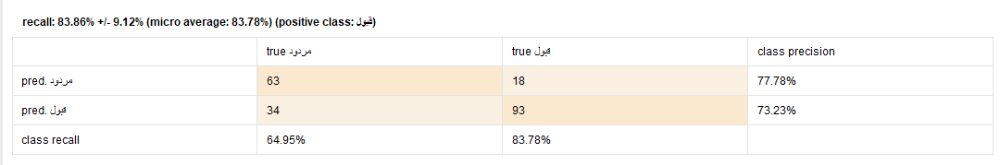 recall: 83.86% +/- 9.12% (micro average: 83.78%) (positive class: قبول)
true مردود true قبول class precision
pred. مردود 63 18 77.78%
pred. قبول 34 93 73.23%
class recall 64.95% 83.78%